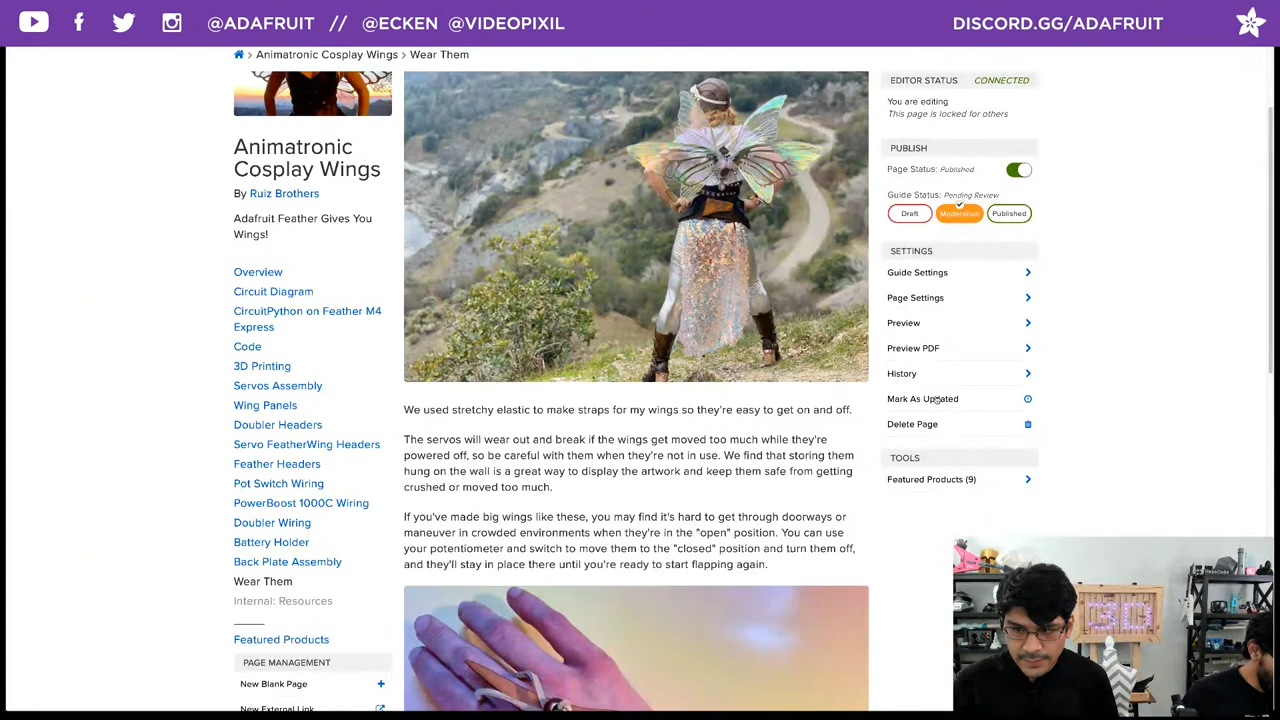 @ADAFRUIT // @ECKEN @VIDEOPIXIL
DISCORD.GG/ADAFRUIT
> Animatronic Cosplay Wings > Wear Them
Animatronic
Cosplay Wings
By Ruiz Brothers
Adafruit Feather Gives You
Wings!
Overview
Circuit Diagram
CircuitPython on Feather M4
Express
Code
3D Printing
Servos Assembly
Wing Panels
Doubler Headers
Servo FeatherWing Headers
Feather Headers
Pot Switch Wiring
PowerBoost 1000C Wiring
Doubler Wiring
Battery Holder
Back Plate Assembly
Wear Them
Internal: Resources
Featured Products
PAGE MANAGEMENT
New Blank Page +
New External Link
We used stretchy elastic to make straps for my wings so they're easy to get on and off.
The servos will wear out and break if the wings get moved too much while they're
powered off, so be careful with them when they're not in use. We find that storing them
hung on the wall is a great way to display the artwork and keep them safe from getting
crushed or moved too much.
If you've made big wings like these, you may find it's hard to get through doorways or
maneuver in crowded environments when they're in the "open" position. You can use
your potentiometer and switch to move them to the "closed" position and turn them off,
and they'll stay in place there until you're ready to start flapping again.
EDITOR STATUS CONNECTED
You are editing
This page is locked for others
PUBLISH
Page Status: Published
Guide Status: Pending Review
Draft Moderation Published
SETTINGS
Guide Settings
Page Settings
Preview
Preview PDF
History
Mark As Updated
Delete Page
TOOLS
Featured Products (9)
3D